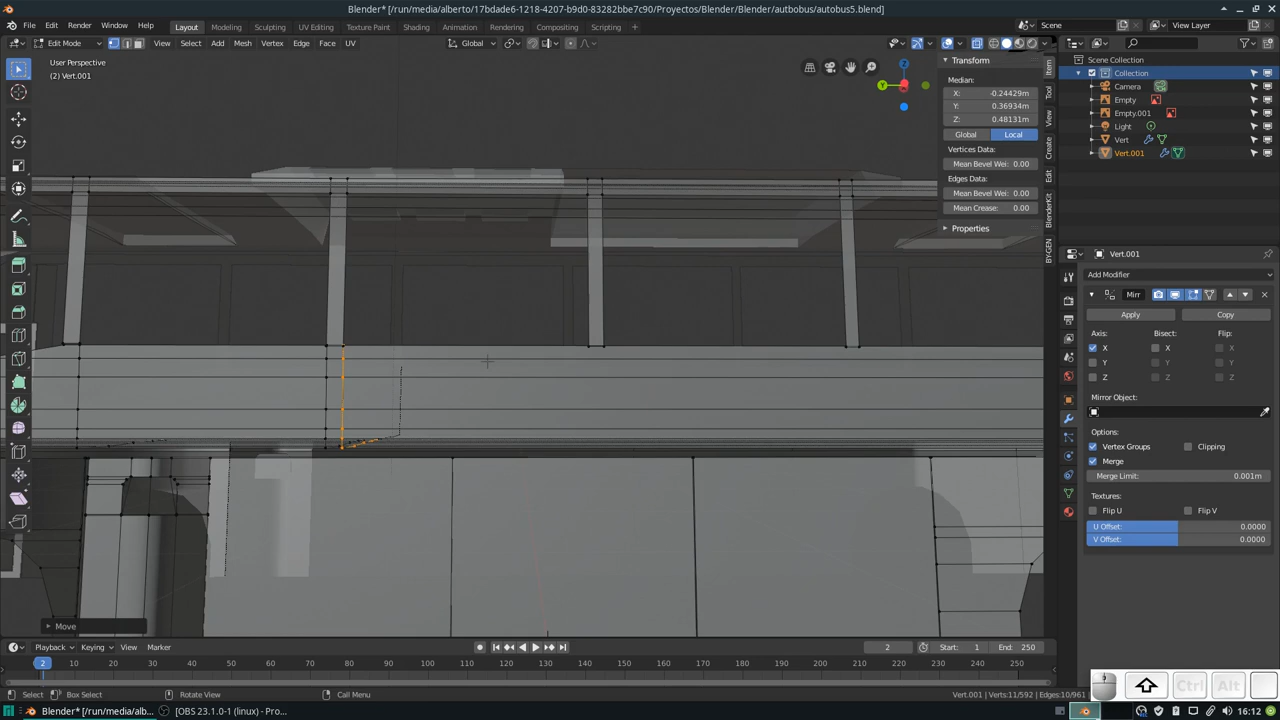 Blender* [/run/media/alberto/17bdade6-1218-4207-b9d0-83282bbe7c90/Proyectos/Blender/Blender/autbobus/autobus5.blend]
File Edit Render Window Help Layout Modeling Sculpting UV Editing Texture Paint Shading Animation Rendering Compositing Scripting Scene View Layer
Edit Mode View Select Add Mesh Vertex Edge Face UV Global
User Perspective
(2) Vert.001
Transform
Median:
X: -0.24429m
Y: 0.36934m
Z: 0.48131m
Global Local
Vertices Data:
Mean Bevel Wei: 0.00
Edges Data:
Mean Bevel Wei: 0.00
Mean Crease: 0.00
Properties
Item
Tool
View
Create
Edit
BlenderKit
BY-GEN
Scene Collection
Collection
Camera
Empty
Empty.001
Light
Vert
Vert.001
Vert.001
Add Modifier
Mirr
Apply Copy
Axis: Bisect: Flip:
X X X
Y Y Y
Z Z Z
Mirror Object:
Options:
Vertex Groups Clipping
Merge
Merge Limit: 0.001m
Textures:
Flip U Flip V
U Offset: 0.0000
V Offset: 0.0000
Move
Playback Keying View Marker 2 Start: 1 End: 250
2 10 20 30 40 50 60 70 80 90 100 110 120 130 140 150 160 170 180 190 200 210 220 230 240 250
Select Box Select Rotate View Call Menu Vert.001 | Verts:11/592 | Edges:10/961
Ctrl Alt
Blender* [/run/media/alb... [OBS 23.1.0-1 (linux) - Pro... 16:12